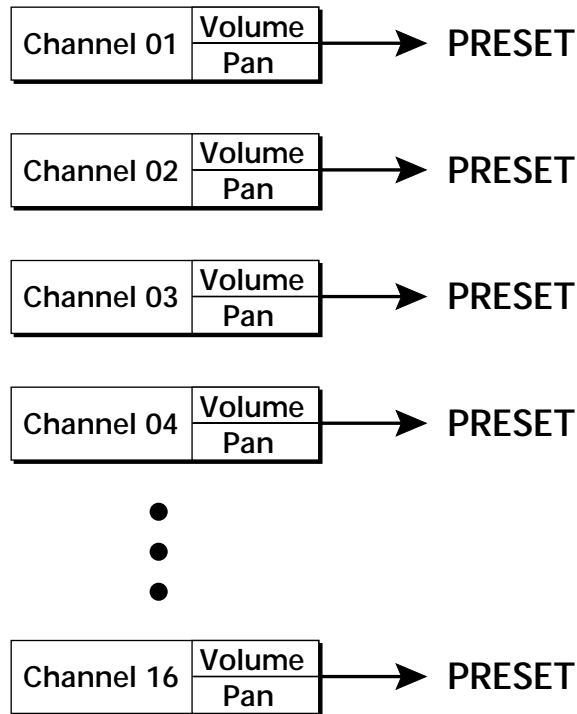 Channel 01 Volume Pan PRESET
Channel 02 Volume Pan PRESET
Channel 03 Volume Pan PRESET
Channel 04 Volume Pan PRESET
Channel 16 Volume Pan PRESET